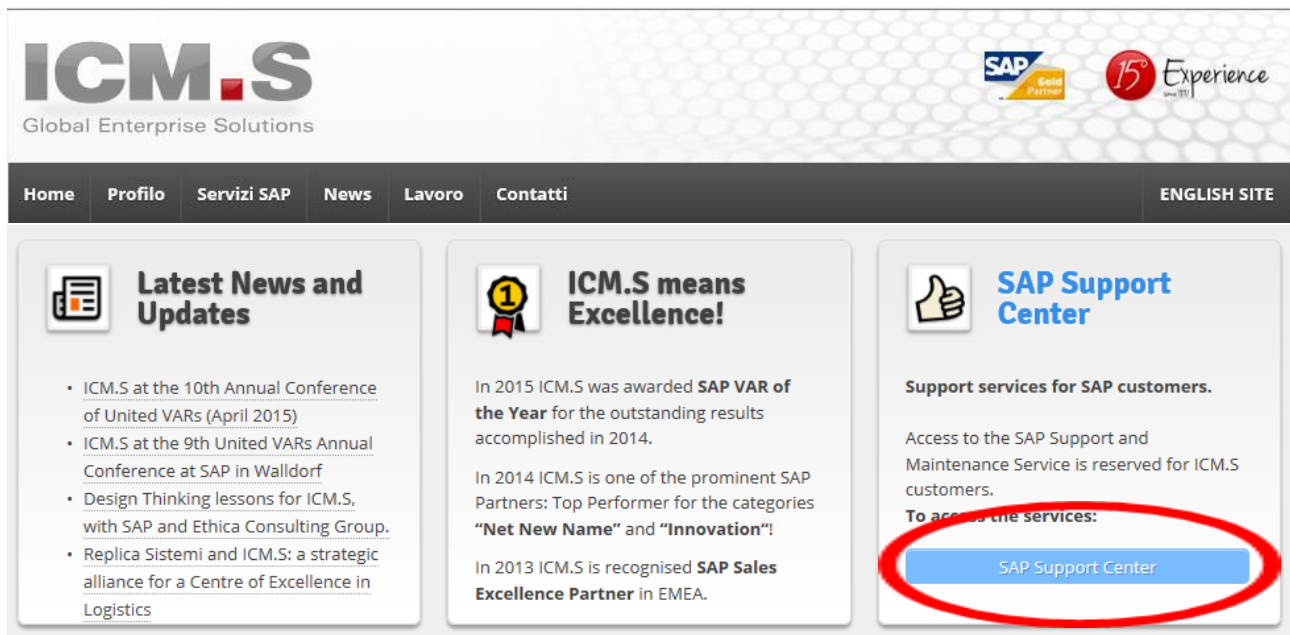 ICM.S
Global Enterprise Solutions
SAP
Gold
Partner
15°
Experience
Home Profilo Servizi SAP News Lavoro Contatti ENGLISH SITE
Latest News and
Updates
• ICM.S at the 10th Annual Conference
of United VARs (April 2015)
• ICM.S at the 9th United VARs Annual
Conference at SAP in Walldorf
• Design Thinking lessons for ICM.S,
with SAP and Ethica Consulting Group.
• Replica Sistemi and ICM.S: a strategic
alliance for a Centre of Excellence in
Logistics
1
ICM.S means
Excellence!
In 2015 ICM.S was awarded SAP VAR of
the Year for the outstanding results
accomplished in 2014.
In 2014 ICM.S is one of the prominent SAP
Partners: Top Performer for the categories
“Net New Name” and “Innovation“!
In 2013 ICM.S is recognised SAP Sales
Excellence Partner in EMEA.
SAP Support
Center
Support services for SAP customers.
Access to the SAP Support and
Maintenance Service is reserved for ICM.S
customers.
To access the services:
SAP Support Center